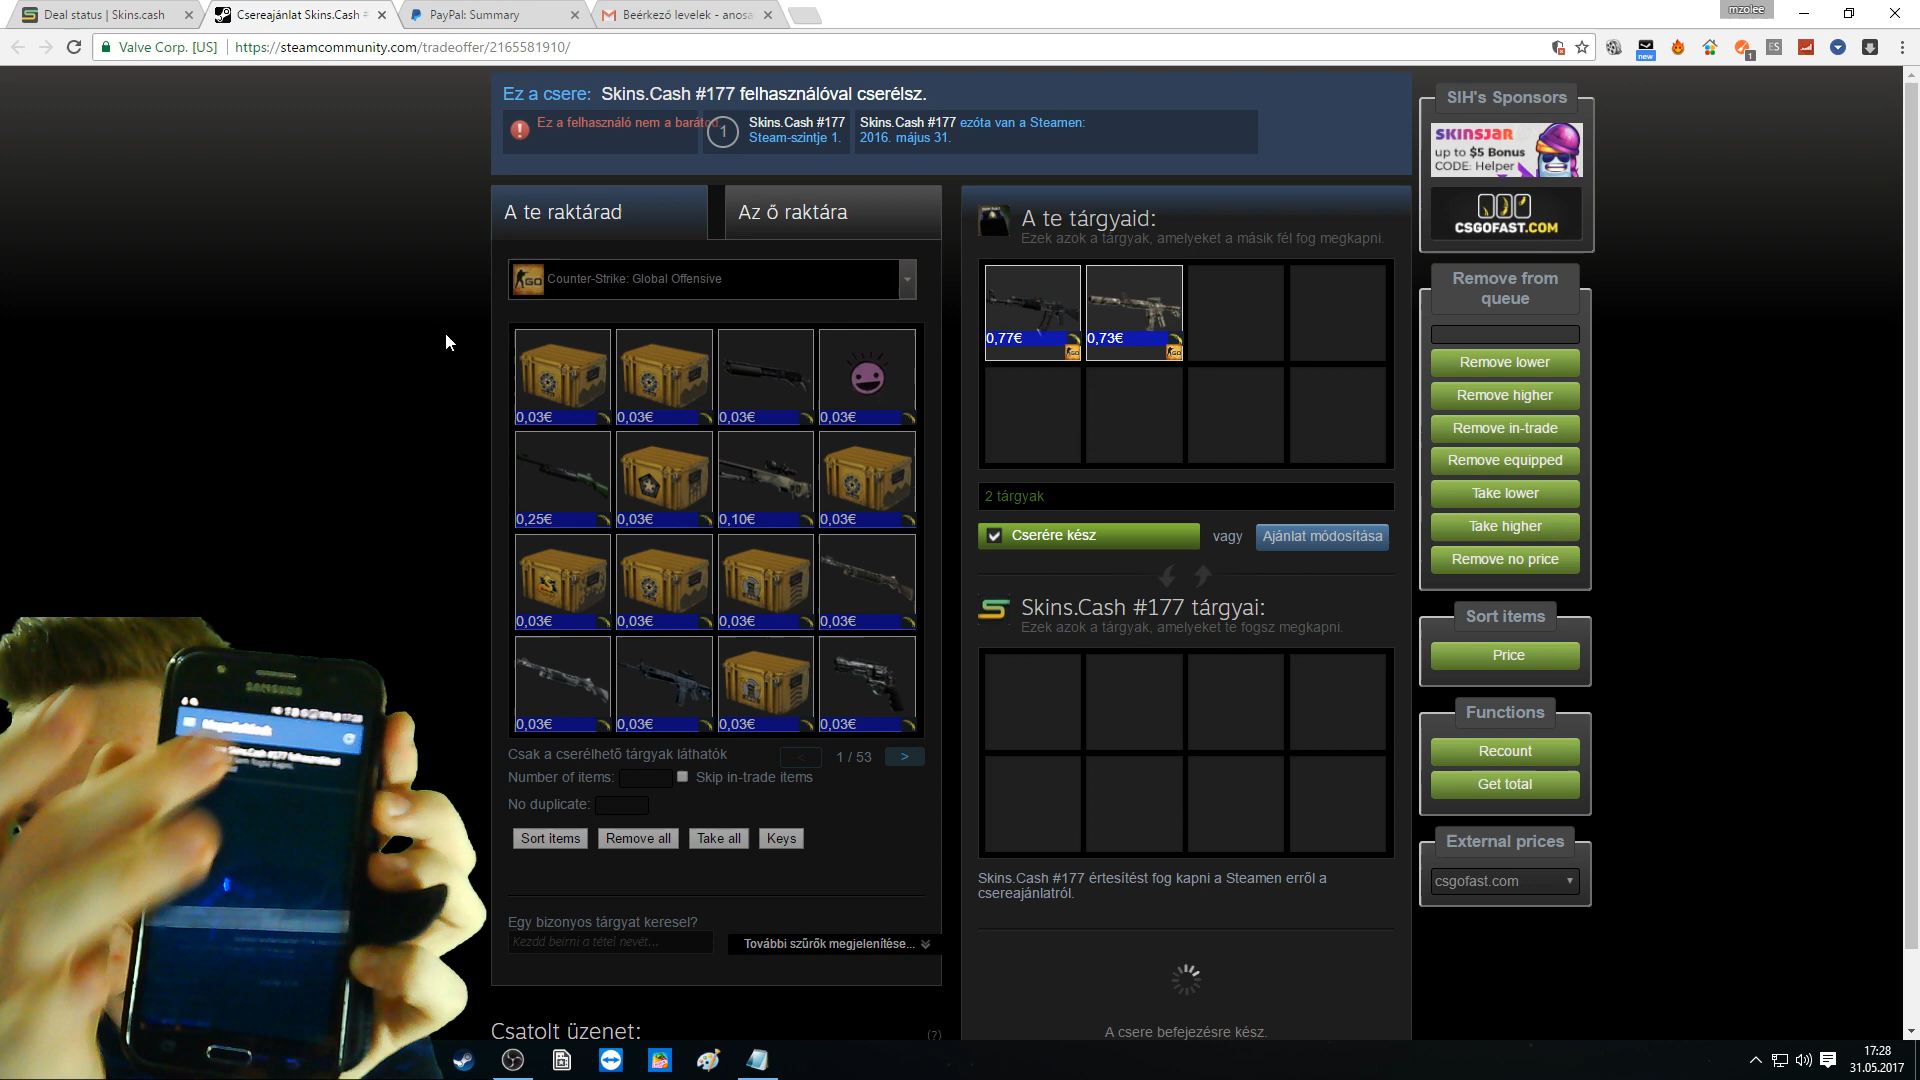 Deal status | Skins.cash
Csereajánlat Skins.Cash #
PayPal: Summary
Beérkező levelek - anosa
mzolee
Valve Corp. [US]
https://steamcommunity.com/tradeoffer/2165581910/
new
1
ES
Ez a csere: Skins.Cash #177 felhasználóval cserélsz.
Ez a felhasználó nem a barátod
1
Skins.Cash #177
Steam-szintje 1.
Skins.Cash #177 ezóta van a Steamen:
2016. május 31.
A te raktárad
Az ő raktára
Counter-Strike: Global Offensive
0,03€
0,03€
0,03€
0,03€
0,25€
0,03€
0,10€
0,03€
0,03€
0,03€
0,03€
0,03€
0,03€
0,03€
0,03€
0,03€
Csak a cserélhető tárgyak láthatók
<
1 / 53
>
Number of items:
Skip in-trade items
No duplicate:
Sort items
Remove all
Take all
Keys
Egy bizonyos tárgyat keresel?
Kezdd beírni a tétel nevét...
További szűrők megjelenítése...
Csatolt üzenet:
(?)
A te tárgyaid:
Ezek azok a tárgyak, amelyeket a másik fél fog megkapni.
0,77€
0,73€
2 tárgyak
Cserére kész
vagy
Ajánlat módosítása
Skins.Cash #177 tárgyai:
Ezek azok a tárgyak, amelyeket te fogsz megkapni.
Skins.Cash #177 értesítést fog kapni a Steamen erről a
csereajánlatról.
A csere befejezésre kész.
SIH's Sponsors
SKINSJAR
up to $5 Bonus
CODE: Helper
CSGOFAST.COM
Remove from
queue
Remove lower
Remove higher
Remove in-trade
Remove equipped
Take lower
Take higher
Remove no price
Sort items
Price
Functions
Recount
Get total
External prices
csgofast.com
SAMSUNG
17:28
31.05.2017